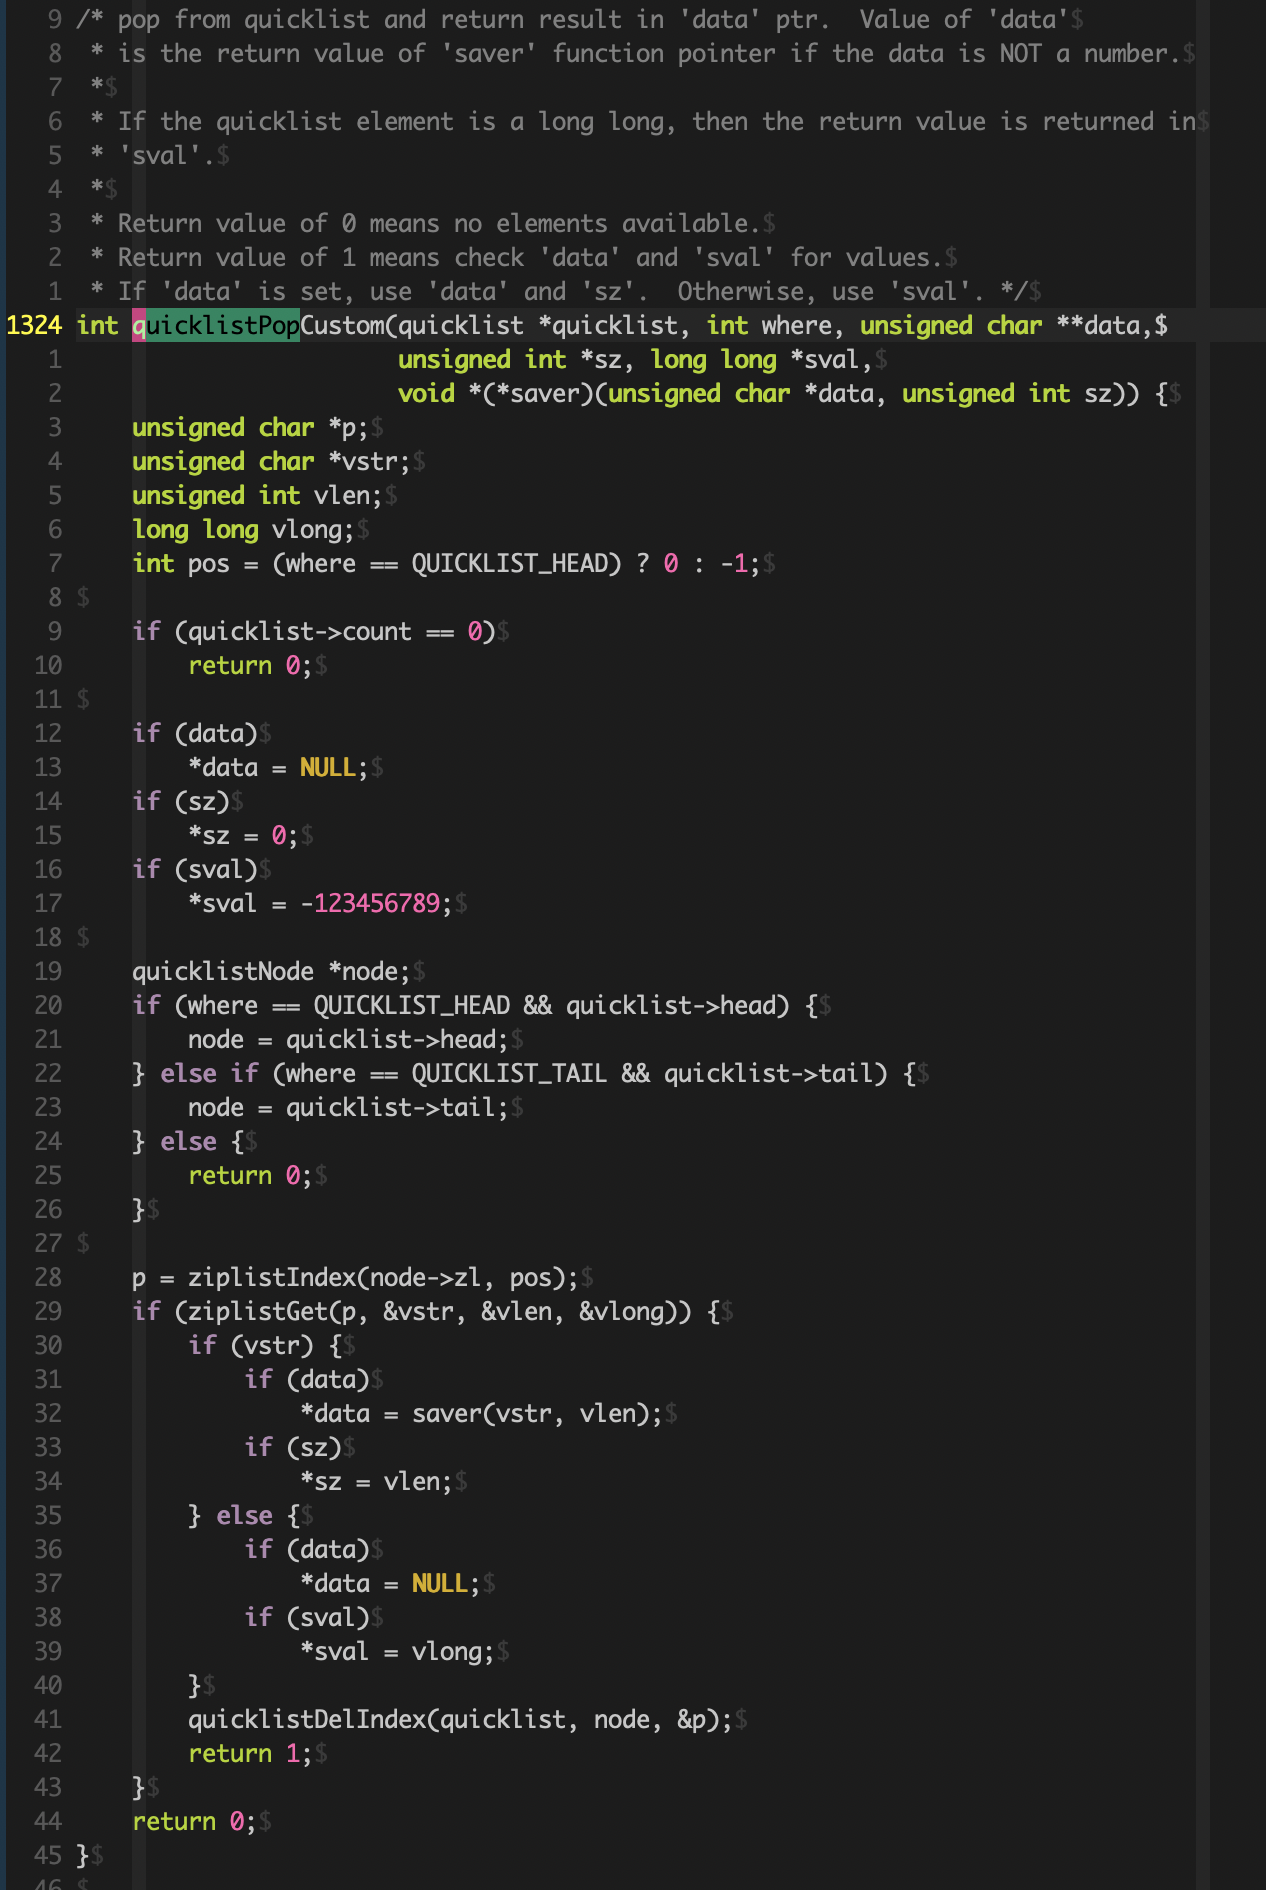 9 /* pop from quicklist and return result in 'data' ptr.  Value of 'data'$
8  * is the return value of 'saver' function pointer if the data is NOT a number.$
7  *$
6  * If the quicklist element is a long long, then the return value is returned in$
5  * 'sval'.$
4  *$
3  * Return value of 0 means no elements available.$
2  * Return value of 1 means check 'data' and 'sval' for values.$
1  * If 'data' is set, use 'data' and 'sz'.  Otherwise, use 'sval'. */$
1324 int quicklistPopCustom(quicklist *quicklist, int where, unsigned char **data,$
1                        unsigned int *sz, long long *sval,$
2                        void *(*saver)(unsigned char *data, unsigned int sz)) {$
3     unsigned char *p;$
4     unsigned char *vstr;$
5     unsigned int vlen;$
6     long long vlong;$
7     int pos = (where == QUICKLIST_HEAD) ? 0 : -1;$
8 $
9     if (quicklist->count == 0)$
10         return 0;$
11 $
12     if (data)$
13         *data = NULL;$
14     if (sz)$
15         *sz = 0;$
16     if (sval)$
17         *sval = -123456789;$
18 $
19     quicklistNode *node;$
20     if (where == QUICKLIST_HEAD && quicklist->head) {$
21         node = quicklist->head;$
22     } else if (where == QUICKLIST_TAIL && quicklist->tail) {$
23         node = quicklist->tail;$
24     } else {$
25         return 0;$
26     }$
27 $
28     p = ziplistIndex(node->zl, pos);$
29     if (ziplistGet(p, &vstr, &vlen, &vlong)) {$
30         if (vstr) {$
31             if (data)$
32                 *data = saver(vstr, vlen);$
33             if (sz)$
34                 *sz = vlen;$
35         } else {$
36             if (data)$
37                 *data = NULL;$
38             if (sval)$
39                 *sval = vlong;$
40         }$
41         quicklistDelIndex(quicklist, node, &p);$
42         return 1;$
43     }$
44     return 0;$
45 }$
46 $